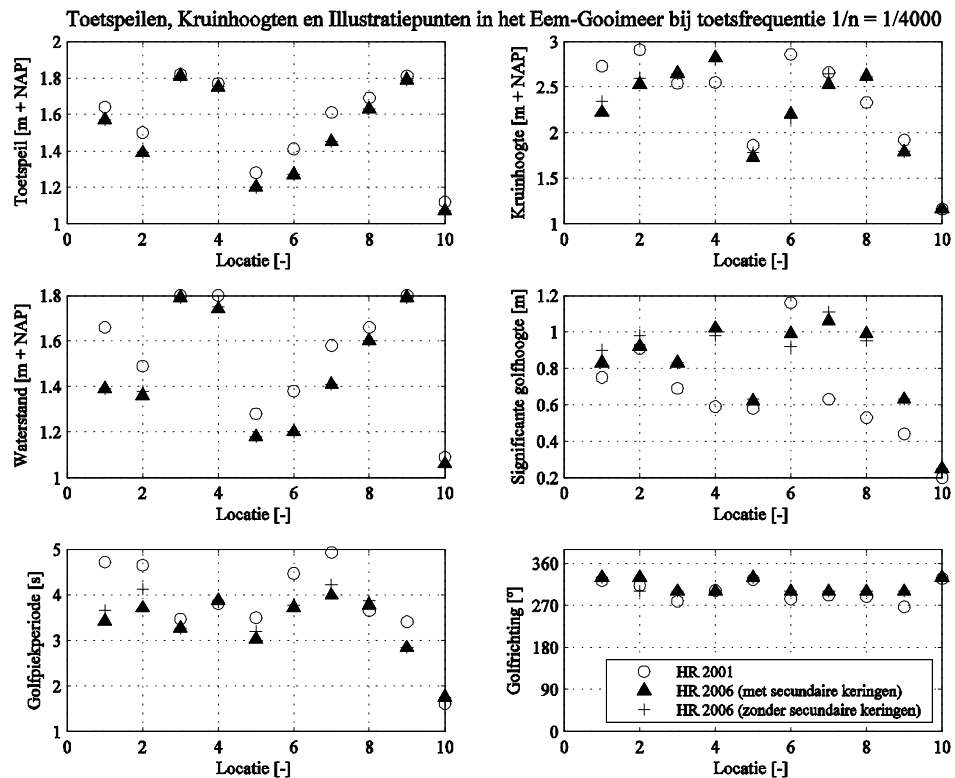 Toetspeilen, Kruinhoogten en Illustratiepunten in het Eem-Gooimeer bij toetsfrequentie 1/n = 1/4000
Toetspeil [m + NAP]
2
1.8
1.6
1.4
1.2
1
0 2 4 6 8 10
Locatie [-]
Kruinhoogte [m + NAP]
3
2.5
2
1.5
1
0 2 4 6 8 10
Locatie [-]
Waterstand [m + NAP]
1.8
1.6
1.4
1.2
1
0 2 4 6 8 10
Locatie [-]
Significante golfhoogte [m]
1.2
1
0.8
0.6
0.4
0.2
0 2 4 6 8 10
Locatie [-]
Golfpiekperiode [s]
5
4
3
2
1
0 2 4 6 8 10
Locatie [-]
Golfrichting [°]
360
270
180
90
0
0 2 4 6 8 10
Locatie [-]
HR 2001
HR 2006 (met secundaire keringen)
HR 2006 (zonder secundaire keringen)